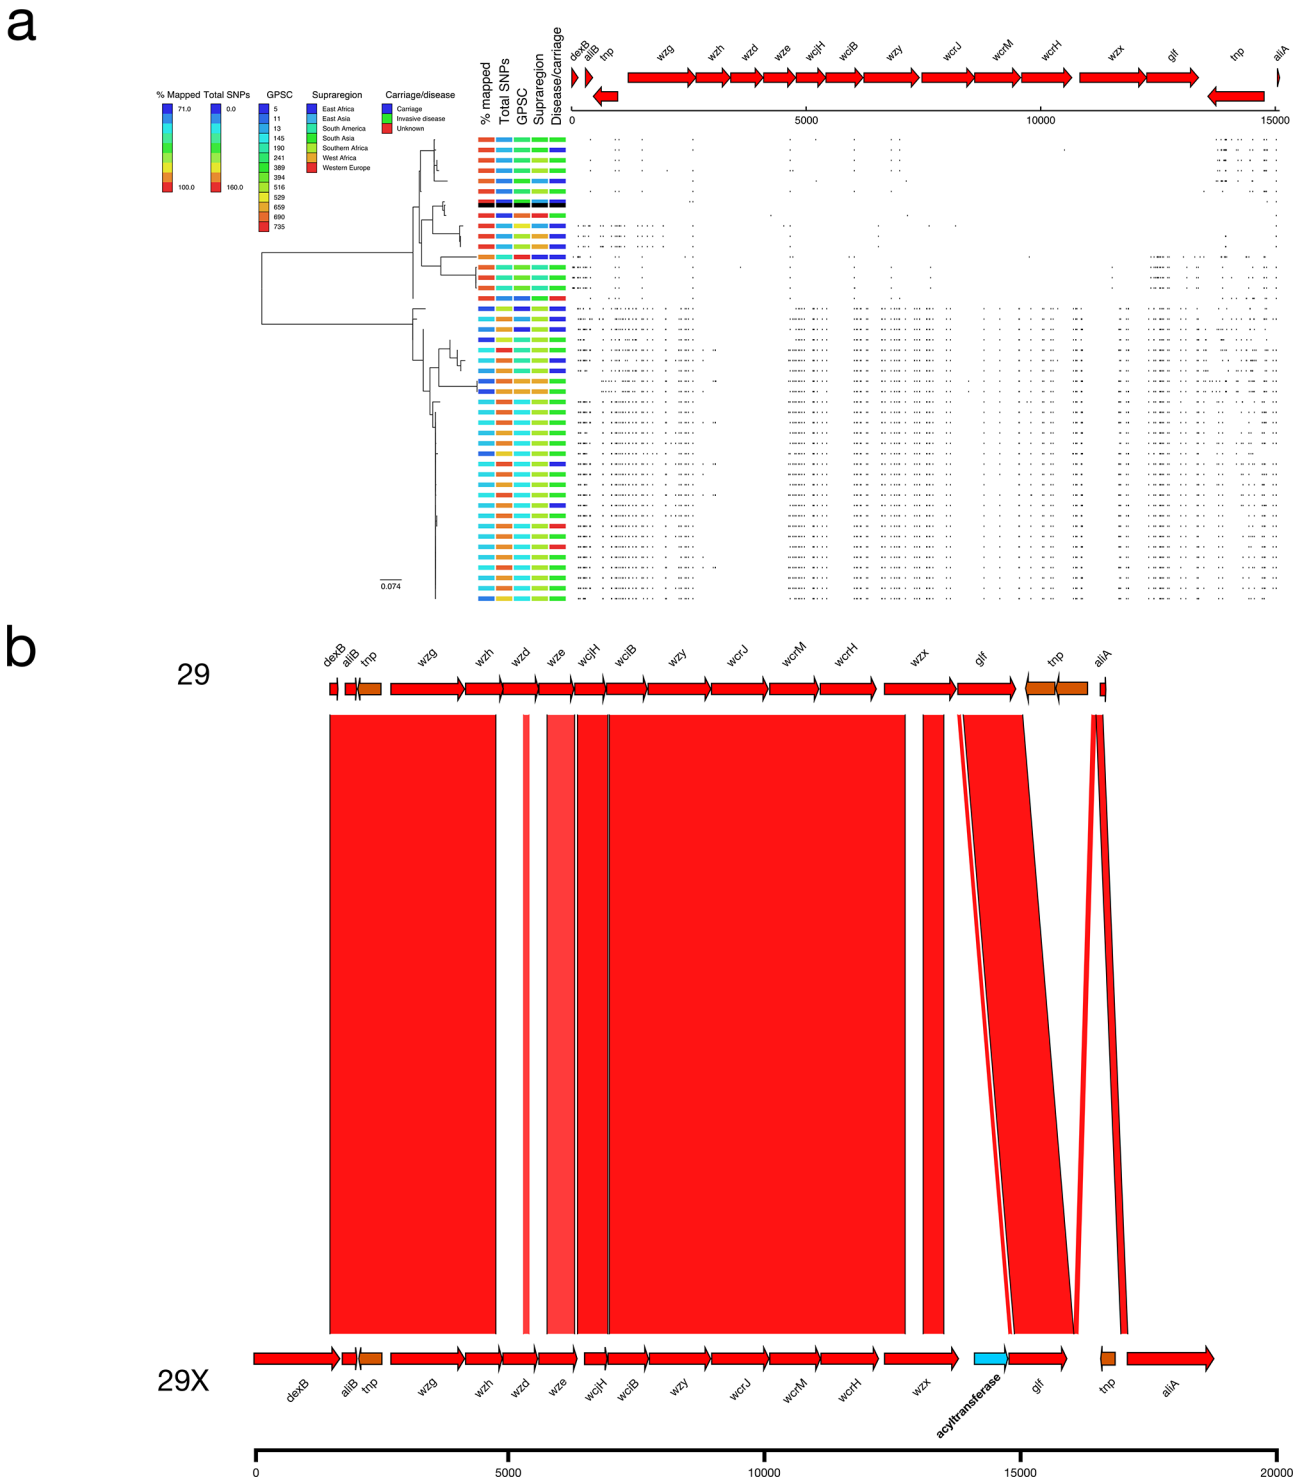 a
dexB aliB tnp wzg wzh wzd wze wcjH wciB wzy wcrJ wcrM wcrH wzx glf tnp aliA
% mapped
Total SNPs
GPSC
Supraregion
Disease/carriage
0 5000 10000 15000
% Mapped Total SNPs GPSC Supraregion Carriage/disease
71.0 0.0 5 East Africa Carriage
11 East Asia Invasive disease
13 South America Unknown
145 South Asia
190 Southern Africa
241 West Africa
389 Western Europe
100.0 160.0 394
516
529
659
690
735
0.074
b
29
dexB aliB tnp wzg wzh wzd wze wcjH wciB wzy wcrJ wcrM wcrH wzx glf tnp aliA
29X
dexB aliB tnp wzg wzh wzd wze wcjH wciB wzy wcrJ wcrM wcrH wzx acyltransferase glf tnp aliA
0 5000 10000 15000 20000